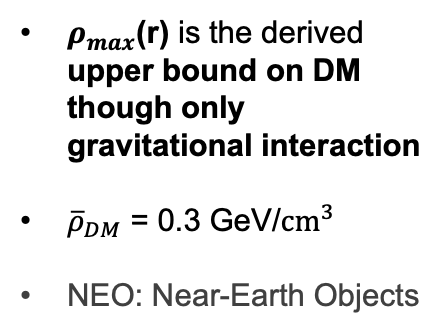 • ρₘₐₓ(r) is the derived
upper bound on DM
though only
gravitational interaction
• ρ̅_DM = 0.3 GeV/cm³
• NEO: Near-Earth Objects